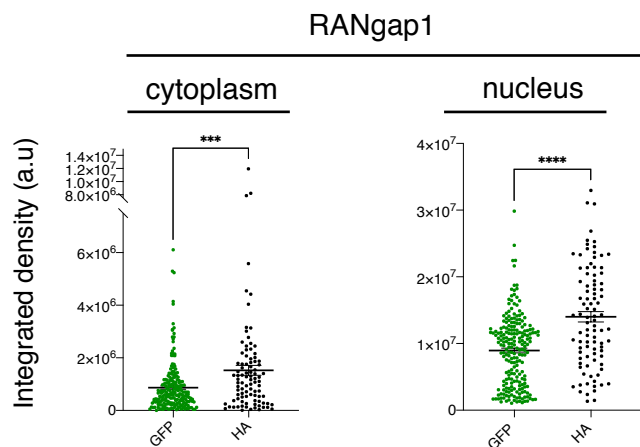 RANgap1
cytoplasm
nucleus
Integrated density (a.u)
***
1.4×10⁷
1.2×10⁷
1.0×10⁷
8.0×10⁶
6×10⁶
4×10⁶
2×10⁶
0
GFP
HA
****
4×10⁷
3×10⁷
2×10⁷
1×10⁷
0
GFP
HA